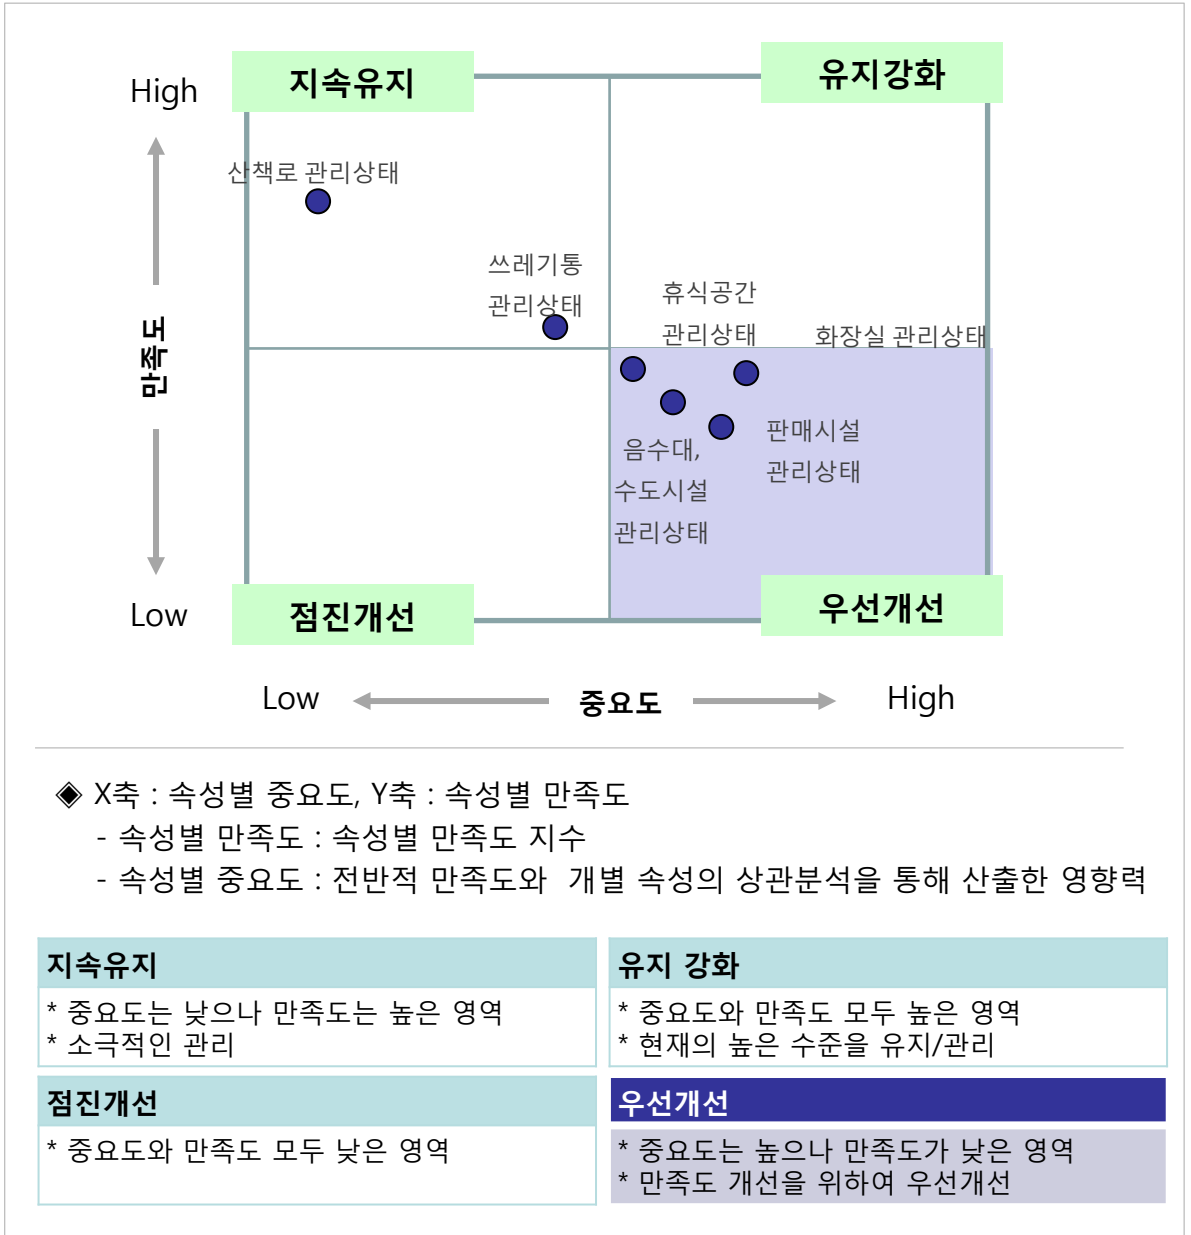 지속유지
유지강화
High
산책로 관리상태
쓰레기통
관리상태
휴식공간
관리상태
화장실 관리상태
만족도
음수대,
수도시설
관리상태
판매시설
관리상태
Low
점진개선
우선개선
Low
중요도
High
◈ X축 : 속성별 중요도, Y축 : 속성별 만족도
- 속성별 만족도 : 속성별 만족도 지수
- 속성별 중요도 : 전반적 만족도와 개별 속성의 상관분석을 통해 산출한 영향력
지속유지
* 중요도는 낮으나 만족도는 높은 영역
* 소극적인 관리
유지 강화
* 중요도와 만족도 모두 높은 영역
* 현재의 높은 수준을 유지/관리
점진개선
* 중요도와 만족도 모두 낮은 영역
우선개선
* 중요도는 높으나 만족도가 낮은 영역
* 만족도 개선을 위하여 우선개선